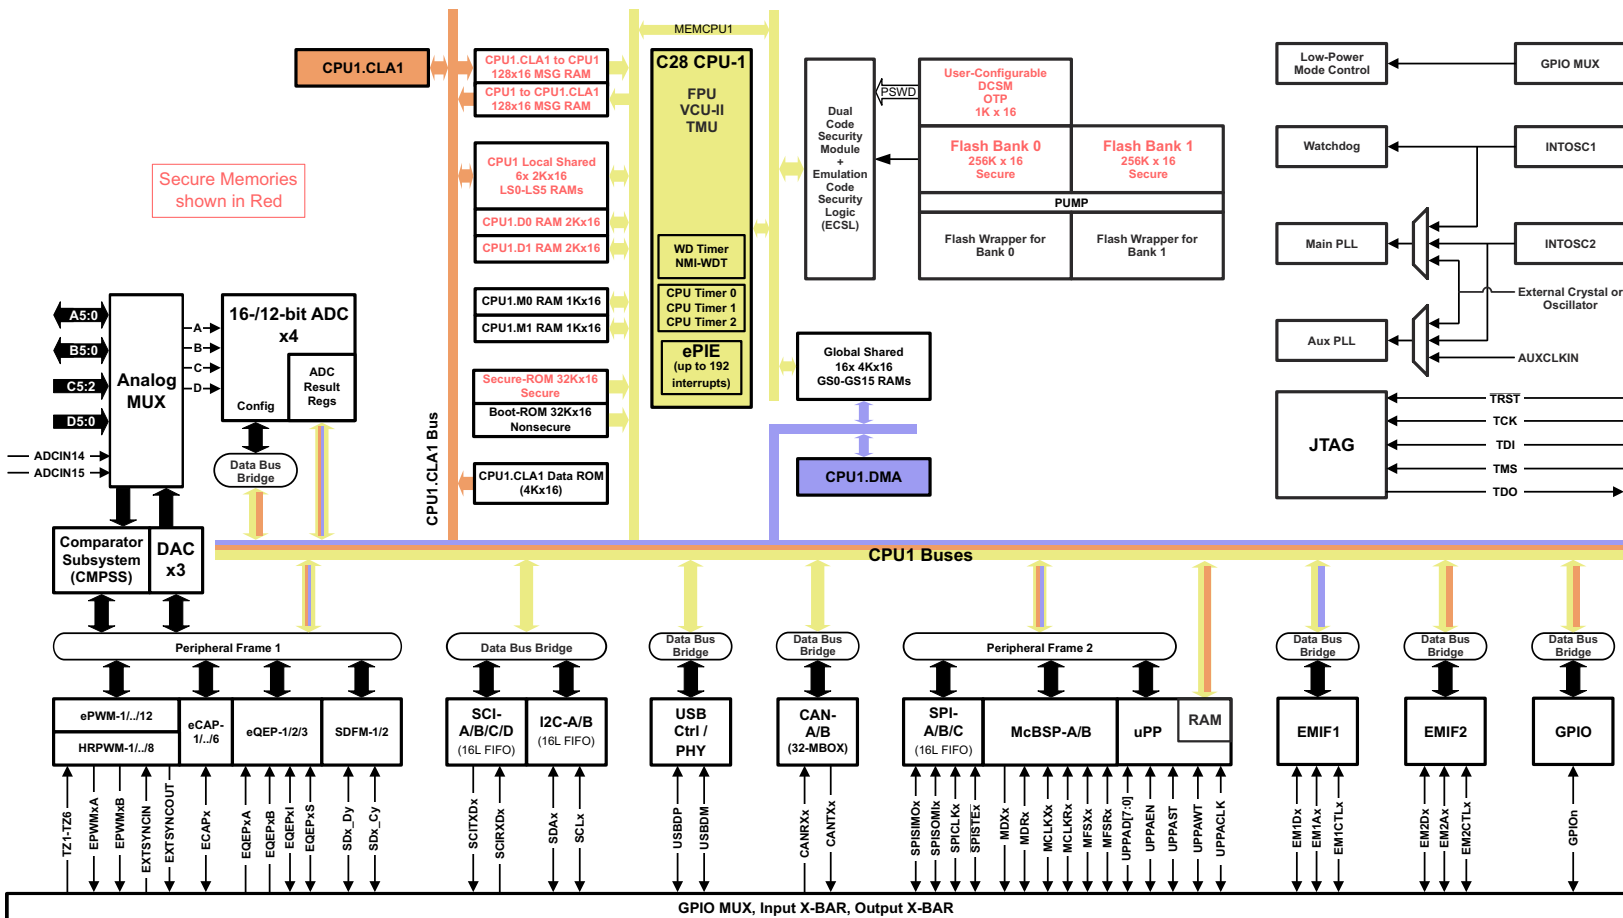 MEMCPU1
CPU1.CLA1
CPU1.CLA1 to CPU1
128x16 MSG RAM
CPU1 to CPU1.CLA1
128x16 MSG RAM
C28 CPU-1
FPU
VCU-II
TMU
Dual
Code
Security
Module
+
Emulation
Code
Security
Logic
(ECSL)
PSWD
User-Configurable
DCSM
OTP
1K x 16
Flash Bank 0
256K x 16
Secure
Flash Bank 1
256K x 16
Secure
PUMP
Flash Wrapper for
Bank 0
Flash Wrapper for
Bank 1
Low-Power
Mode Control
GPIO MUX
Watchdog
INTOSC1
Main PLL
INTOSC2
External Crystal or
Oscillator
Aux PLL
AUXCLKIN
Secure Memories
shown in Red
CPU1 Local Shared
6x 2Kx16
LS0-LS5 RAMs
CPU1.D0 RAM 2Kx16
CPU1.D1 RAM 2Kx16
WD Timer
NMI-WDT
CPU1.M0 RAM 1Kx16
CPU1.M1 RAM 1Kx16
CPU Timer 0
CPU Timer 1
CPU Timer 2
ePIE
(up to 192
interrupts)
Secure-ROM 32Kx16
Secure
Boot-ROM 32Kx16
Nonsecure
CPU1.CLA1 Data ROM
(4Kx16)
CPU1.CLA1 Bus
Global Shared
16x 4Kx16
GS0-GS15 RAMs
CPU1.DMA
JTAG
TRST
TCK
TDI
TMS
TDO
A5:0
B5:0
C5:2
D5:0
ADCIN14
ADCIN15
Analog
MUX
A
B
C
D
16-/12-bit ADC
x4
ADC
Result
Regs
Config
Data Bus
Bridge
Comparator
Subsystem
(CMPSS)
DAC
x3
CPU1 Buses
Peripheral Frame 1
Data Bus Bridge
Data Bus
Bridge
Data Bus
Bridge
Peripheral Frame 2
Data Bus
Bridge
Data Bus
Bridge
Data Bus
Bridge
ePWM-1/../12
HRPWM-1/../8
eCAP-
1/../6
eQEP-1/2/3
SDFM-1/2
SCI-
A/B/C/D
(16L FIFO)
I2C-A/B
(16L FIFO)
USB
Ctrl /
PHY
CAN-
A/B
(32-MBOX)
SPI-
A/B/C
(16L FIFO)
McBSP-A/B
uPP
RAM
EMIF1
EMIF2
GPIO
TZ1-TZ6
EPWMxA
EPWMxB
EXTSYNCIN
EXTSYNCOUT
ECAPx
EQEPxA
EQEPxB
EQEPxI
EQEPxS
SDx_Dy
SDx_Cy
SCITXDx
SCIRXDx
SDAx
SCLx
USBDP
USBDM
CANRXx
CANTXx
SPISIMOx
SPISOMIx
SPICLKx
SPISTEx
MDXx
MDRx
MCLKXx
MCLKRx
MFSXx
MFSRx
UPPAD[7:0]
UPPAEN
UPPAST
UPPAWT
UPPACLK
EM1Dx
EM1Ax
EM1CTLx
EM2Dx
EM2Ax
EM2CTLx
GPIOn
GPIO MUX, Input X-BAR, Output X-BAR